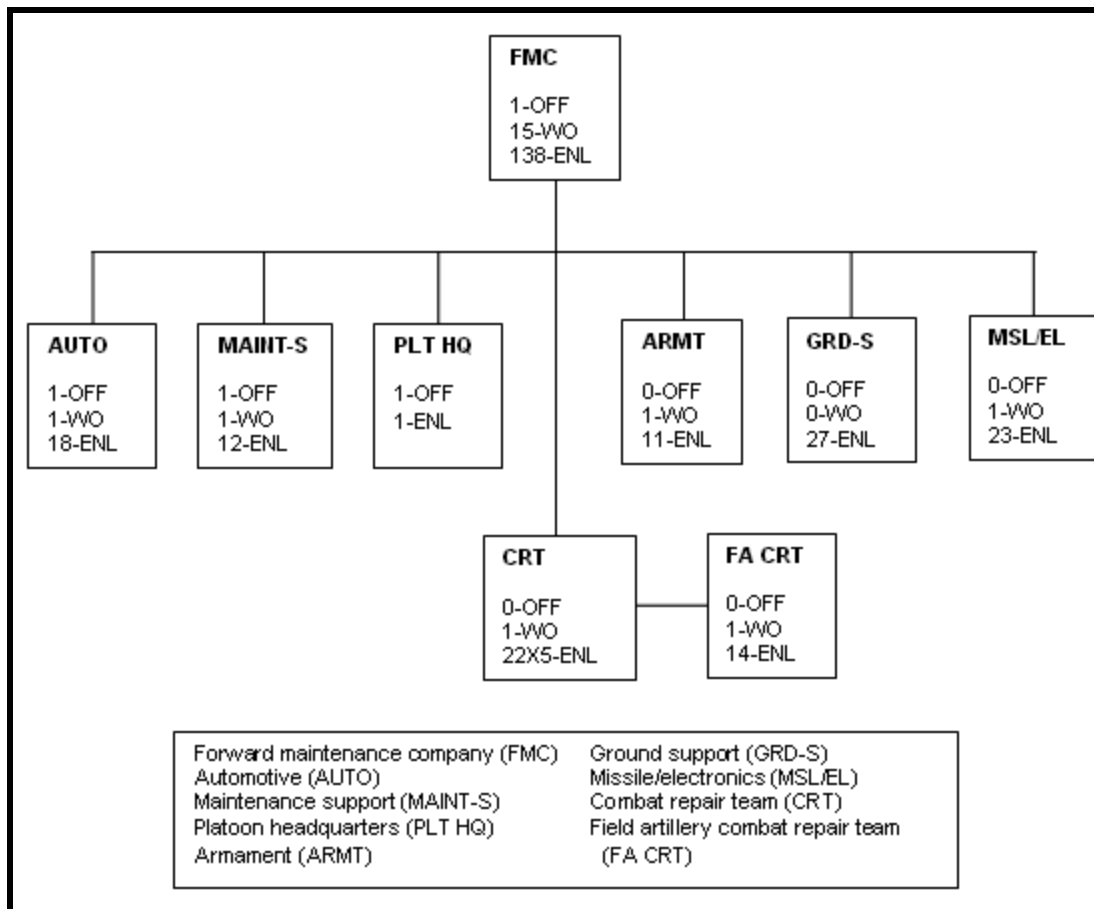 FMC
1-OFF
15-WO
138-ENL
AUTO
1-OFF
1-WO
18-ENL
MAINT-S
1-OFF
1-WO
12-ENL
PLT HQ
1-OFF
1-ENL
ARMT
0-OFF
1-WO
11-ENL
GRD-S
0-OFF
0-WO
27-ENL
MSL/EL
0-OFF
1-WO
23-ENL
CRT
0-OFF
1-WO
22X5-ENL
FA CRT
0-OFF
1-WO
14-ENL
Forward maintenance company (FMC)
Automotive (AUTO)
Maintenance support (MAINT-S)
Platoon headquarters (PLT HQ)
Armament (ARMT)
Ground support (GRD-S)
Missile/electronics (MSL/EL)
Combat repair team (CRT)
Field artillery combat repair team
(FA CRT)